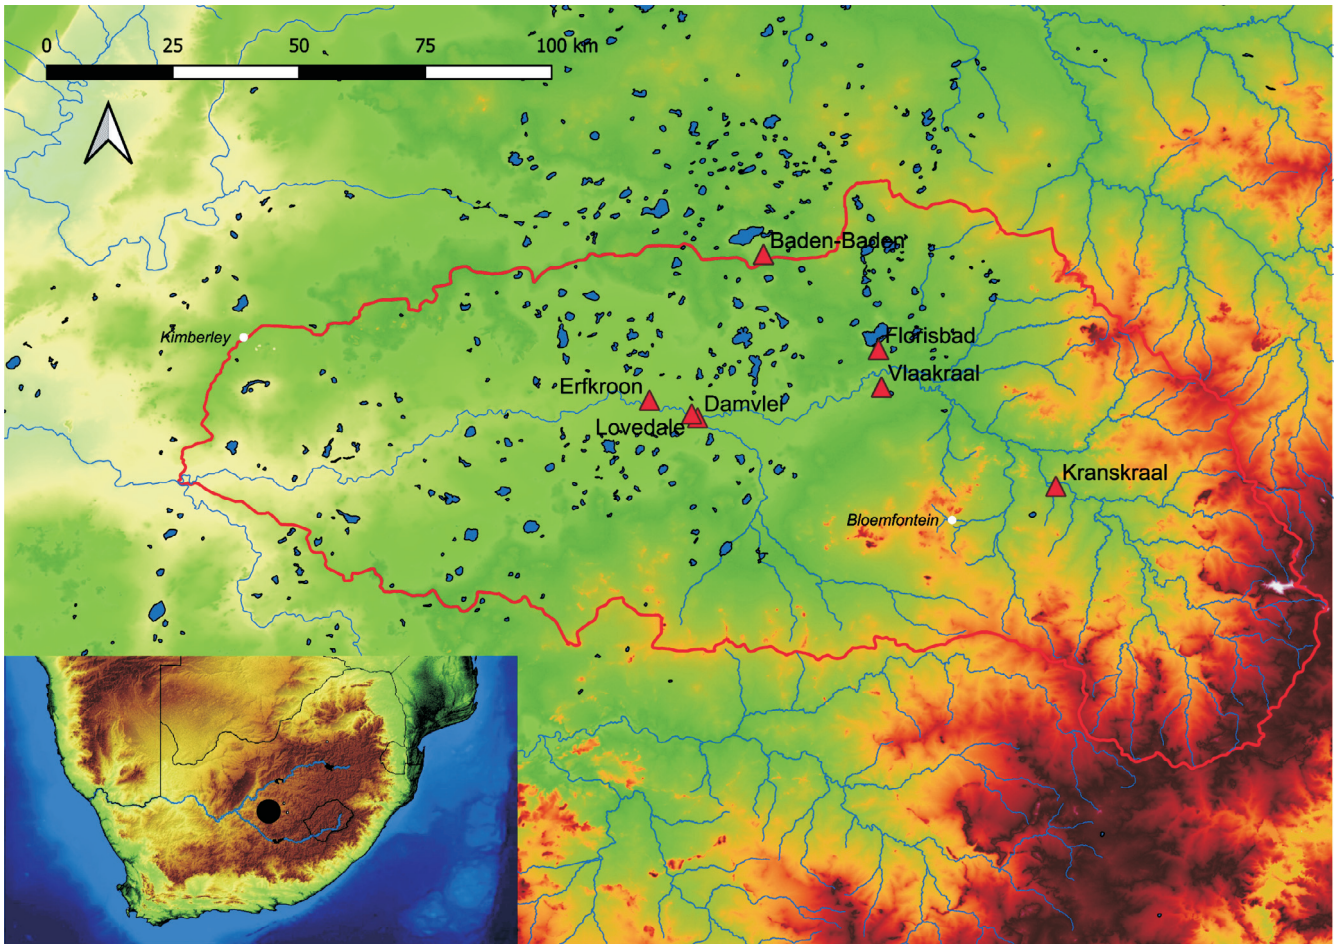 0 25 50 75 100 km
Baden-Baden
Kimberley
Florisbad
Vlaakraal
Erfkroon
Damvlei
Lovedale
Kranskraal
Bloemfontein